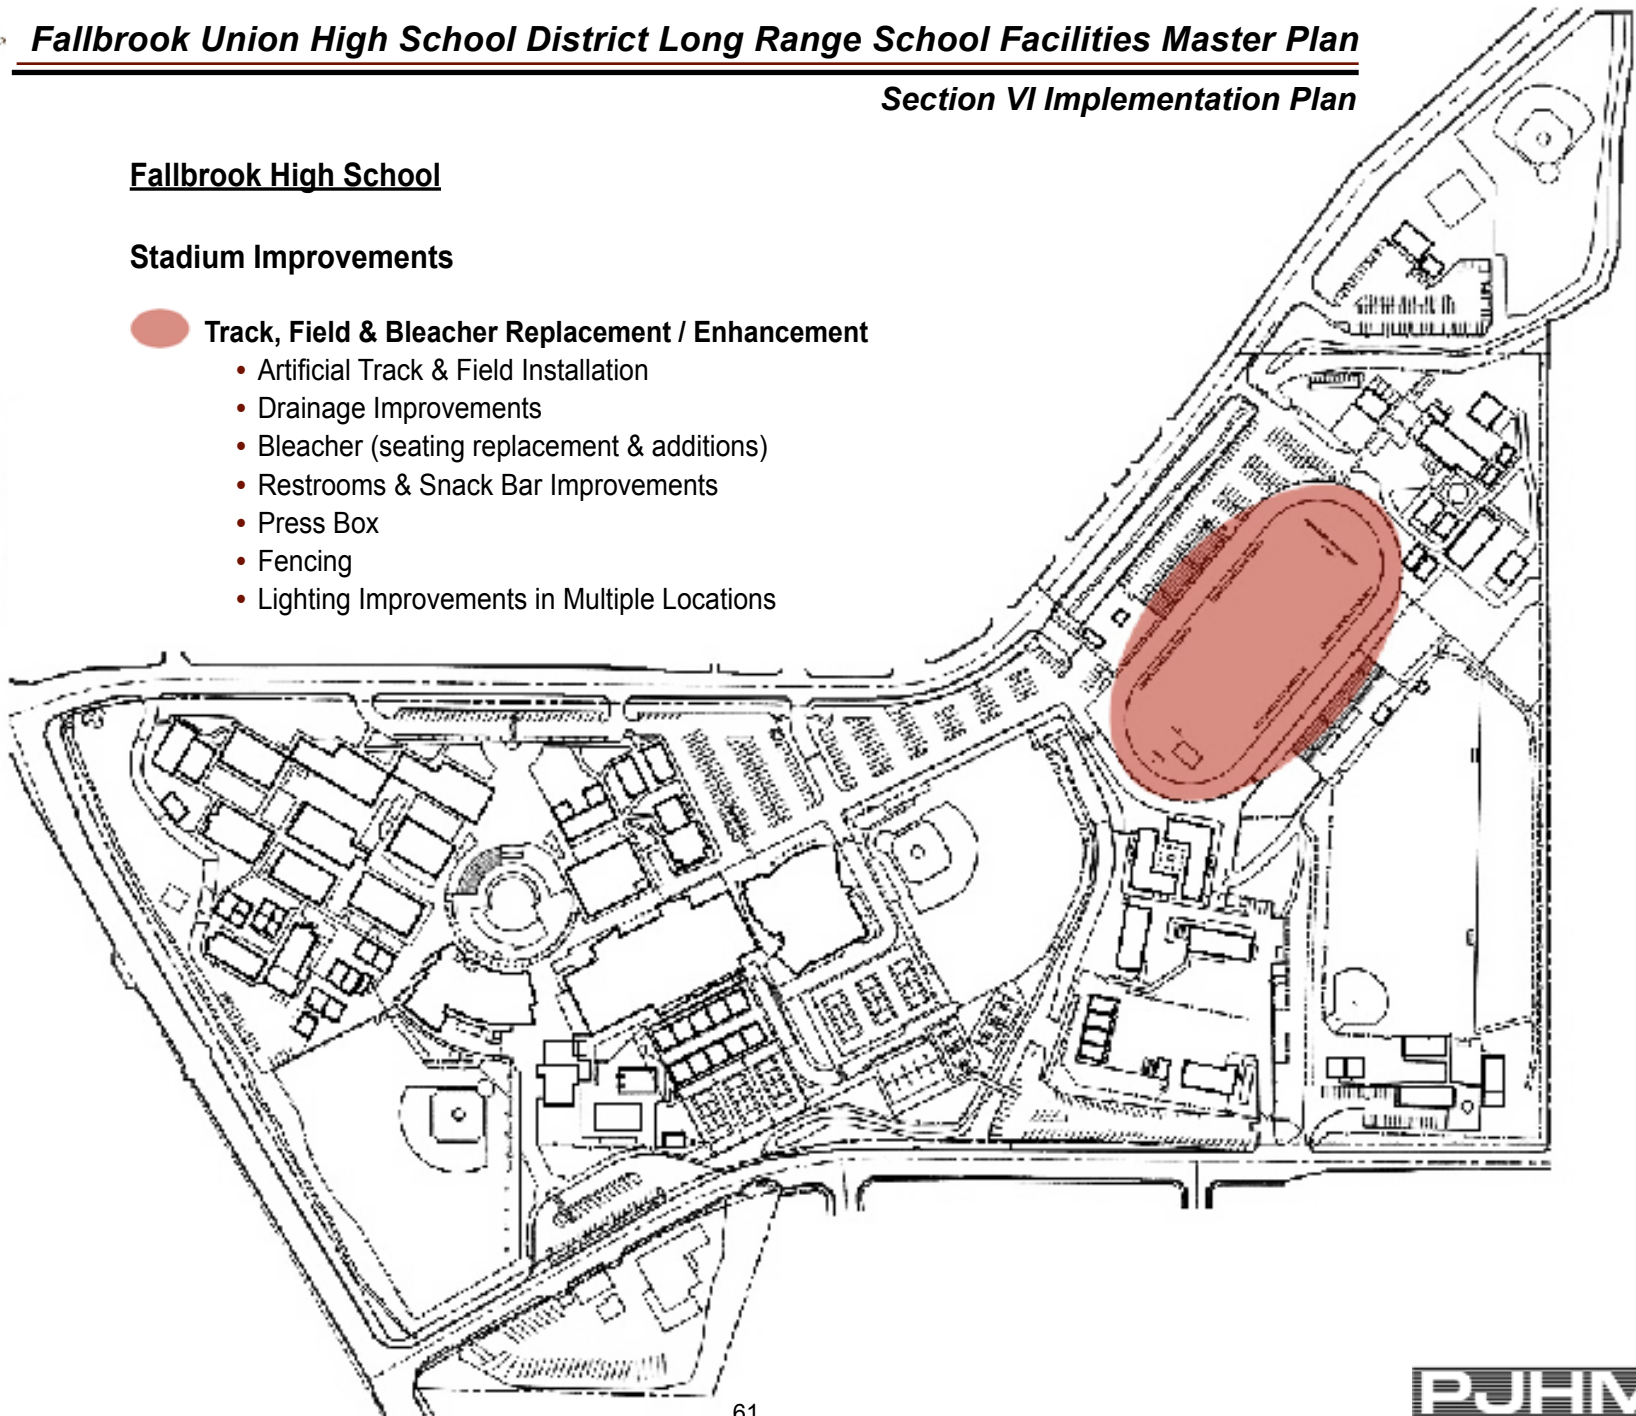 Fallbrook Union High School District Long Range School Facilities Master Plan
Section VI Implementation Plan
Fallbrook High School
Stadium Improvements
Track, Field & Bleacher Replacement / Enhancement
• Artificial Track & Field Installation
• Drainage Improvements
• Bleacher (seating replacement & additions)
• Restrooms & Snack Bar Improvements
• Press Box
• Fencing
• Lighting Improvements in Multiple Locations
61
PJHM